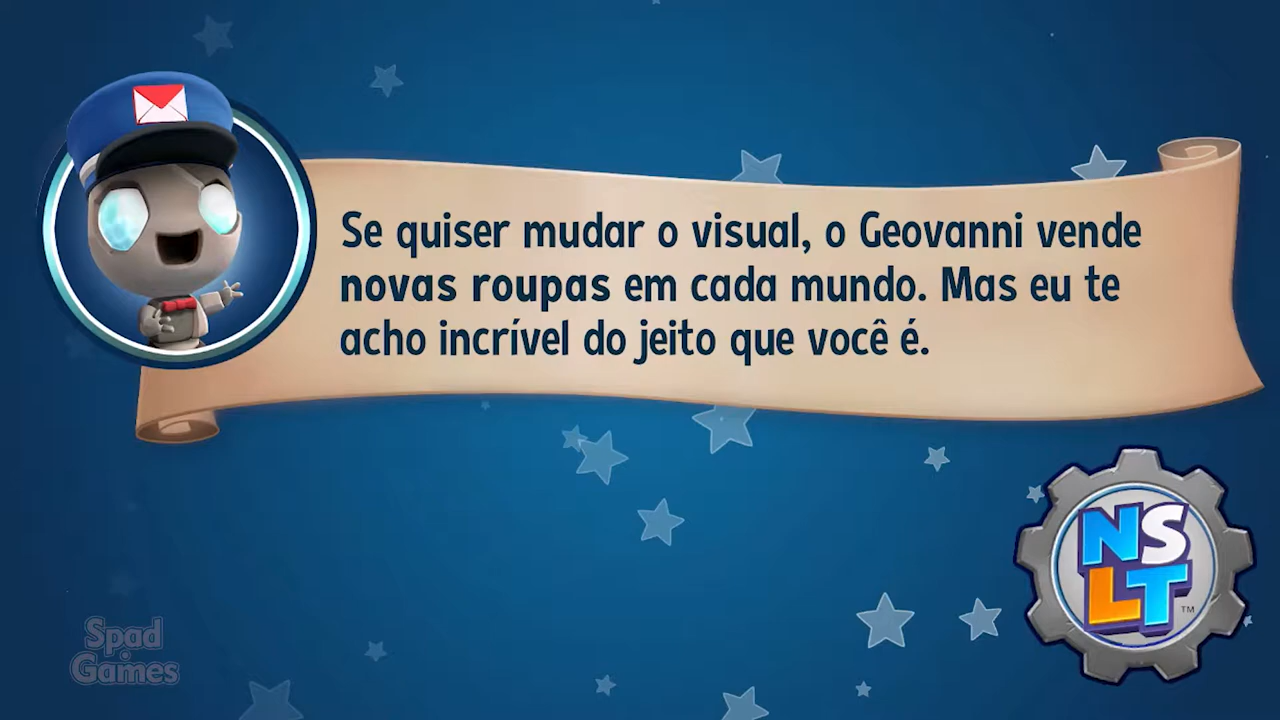 Se quiser mudar o visual, o Geovanni vende
novas roupas em cada mundo. Mas eu te
acho incrível do jeito que você é.
NS
LT
TM
Spad
Games